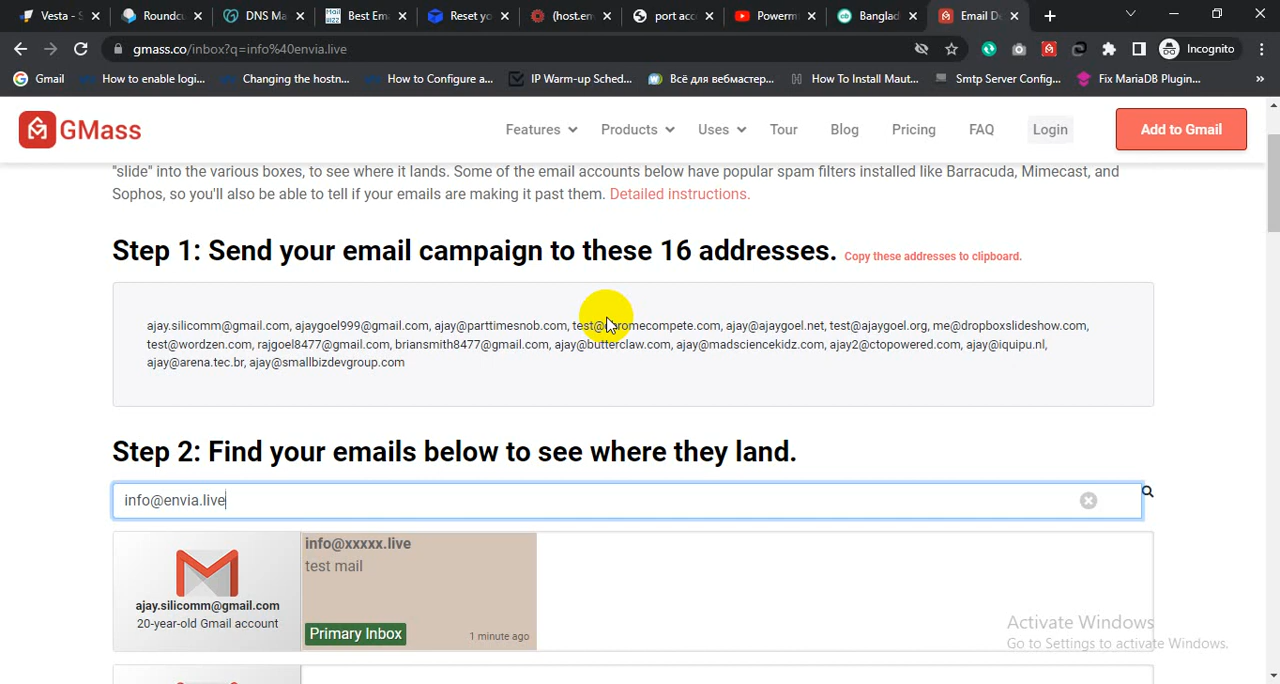 Vesta - S
Roundcu
DNS Ma
Best Em
Reset yo
(host.en
port acc
Powerm
Banglad
Email De
gmass.co/inbox?q=info%40envia.live
Incognito
Gmail
How to enable logi...
Changing the hostn...
How to Configure a...
IP Warm-up Sched...
Всё для вебмастер...
How To Install Maut...
Smtp Server Config...
Fix MariaDB Plugin...
»
GMass
Features
Products
Uses
Tour
Blog
Pricing
FAQ
Login
Add to Gmail
"slide" into the various boxes, to see where it lands. Some of the email accounts below have popular spam filters installed like Barracuda, Mimecast, and
Sophos, so you'll also be able to tell if your emails are making it past them. Detailed instructions.
Step 1: Send your email campaign to these 16 addresses. Copy these addresses to clipboard.
ajay.silicomm@gmail.com, ajaygoel999@gmail.com, ajay@parttimesnob.com, test@chromecompete.com, ajay@ajaygoel.net, test@ajaygoel.org, me@dropboxslideshow.com,
test@wordzen.com, rajgoel8477@gmail.com, briansmith8477@gmail.com, ajay@butterclaw.com, ajay@madsciencekidz.com, ajay2@ctopowered.com, ajay@iquipu.nl,
ajay@arena.tec.br, ajay@smallbizdevgroup.com
Step 2: Find your emails below to see where they land.
info@envia.live
info@xxxxx.live
test mail
ajay.silicomm@gmail.com
20-year-old Gmail account
Primary Inbox
1 minute ago
Activate Windows
Go to Settings to activate Windows.